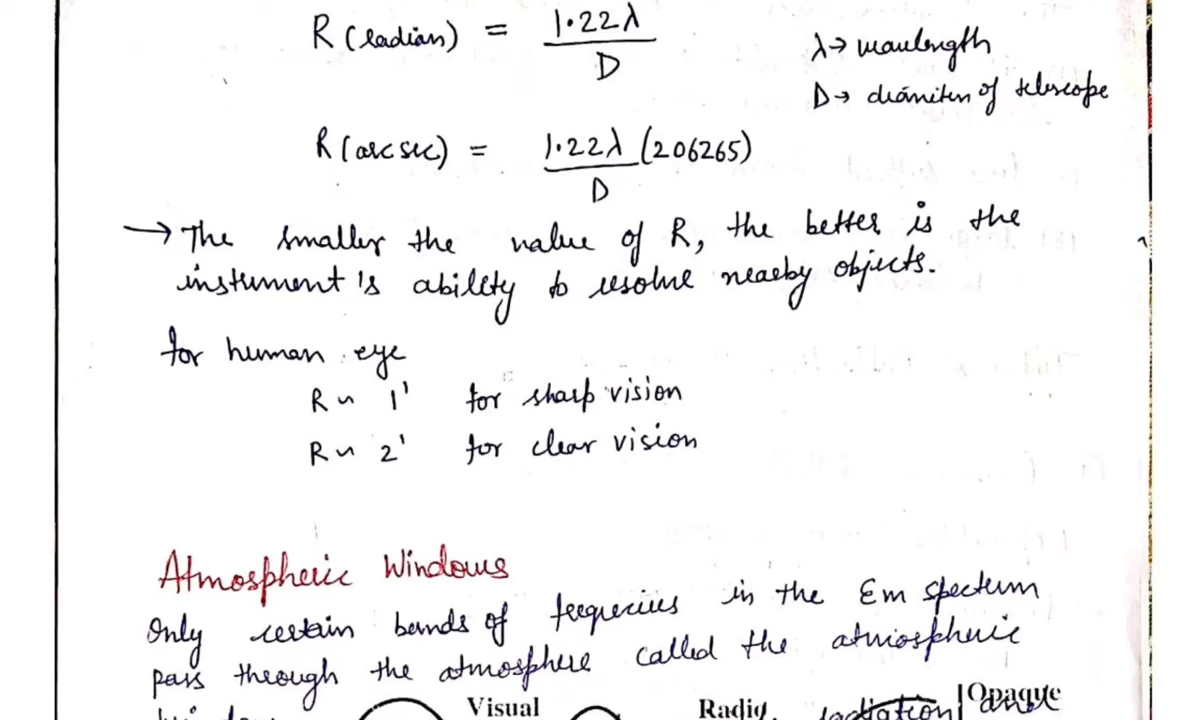 R (radian) = 1.22λ / D
λ → wavelength
D → diameter of telescope
R (arc sec) = 1.22λ (206265) / D
→ The smaller the value of R, the better is the
instrument's ability to resolve nearby objects.
for human eye
R ~ 1' for sharp vision
R ~ 2' for clear vision
Atmospheric Windows
Only certain bands of frequencies in the Em spectrum
pass through the atmosphere called the atmospheric
Visual Radio radiation Opaque